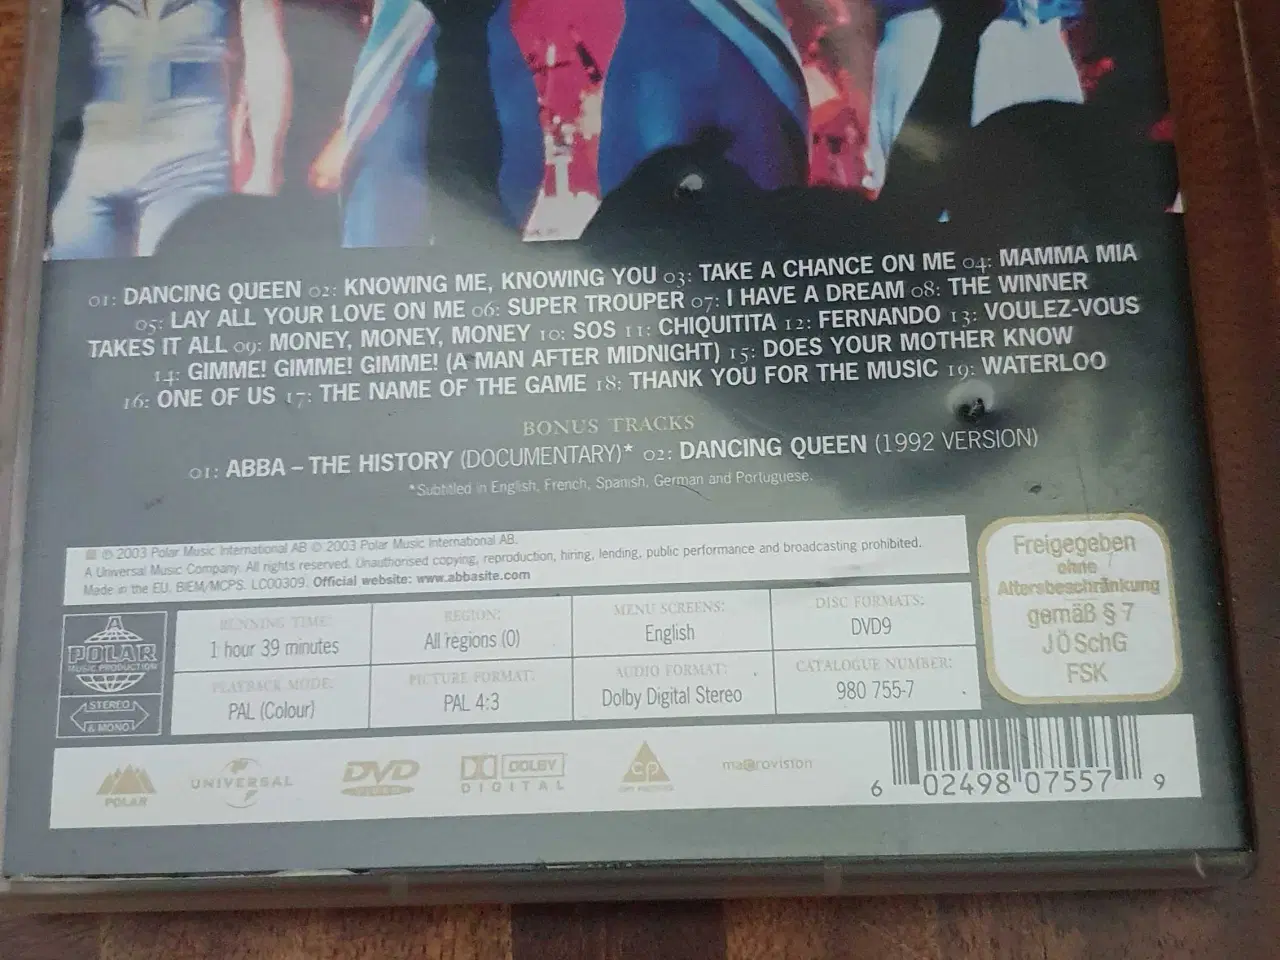 01: DANCING QUEEN 02: KNOWING ME, KNOWING YOU 03: TAKE A CHANCE ON ME 04: MAMMA MIA
05: LAY ALL YOUR LOVE ON ME 06: SUPER TROUPER 07: I HAVE A DREAM 08: THE WINNER
TAKES IT ALL 09: MONEY, MONEY, MONEY 10: SOS 11: CHIQUITITA 12: FERNANDO 13: VOULEZ-VOUS
14: GIMME! GIMME! GIMME! (A MAN AFTER MIDNIGHT) 15: DOES YOUR MOTHER KNOW
16: ONE OF US 17: THE NAME OF THE GAME 18: THANK YOU FOR THE MUSIC 19: WATERLOO
BONUS TRACKS
01: ABBA – THE HISTORY (DOCUMENTARY)* 02: DANCING QUEEN (1992 VERSION)
*Subtitled in English, French, Spanish, German and Portuguese.
℗ 2003 Polar Music International AB © 2003 Polar Music International AB.
A Universal Music Company. All rights reserved. Unauthorised copying, reproduction, hiring, lending, public performance and broadcasting prohibited.
Made in the EU. BIEM/MCPS. LC00309. Official website: www.abbasite.com
Freigegeben
ohne
Altersbeschränkung
gemäß § 7
JÖSchG
FSK
A
POLAR
MUSIC PRODUCTION
STEREO
& MONO
RUNNING TIME:
1 hour 39 minutes
REGION:
All regions (0)
MENU SCREENS:
English
DISC FORMATS:
DVD9
PLAYBACK MODE:
PAL (Colour)
PICTURE FORMAT:
PAL 4:3
AUDIO FORMAT:
Dolby Digital Stereo
CATALOGUE NUMBER:
980 755-7
POLAR
UNIVERSAL
DVD
VIDEO
DOLBY
DIGITAL
cp
macrovision
6 02498 07557 9